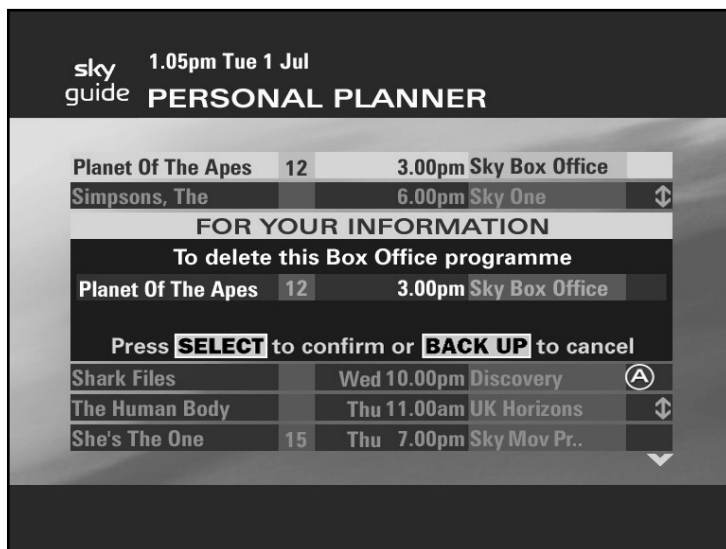 sky 1.05pm Tue 1 Jul
guide PERSONAL PLANNER
Planet Of The Apes 12 3.00pm Sky Box Office
Simpsons, The 6.00pm Sky One
FOR YOUR INFORMATION
To delete this Box Office programme
Planet Of The Apes 12 3.00pm Sky Box Office
Press SELECT to confirm or BACK UP to cancel
Shark Files Wed 10.00pm Discovery A
The Human Body Thu 11.00am UK Horizons
She's The One 15 Thu 7.00pm Sky Mov Pr..